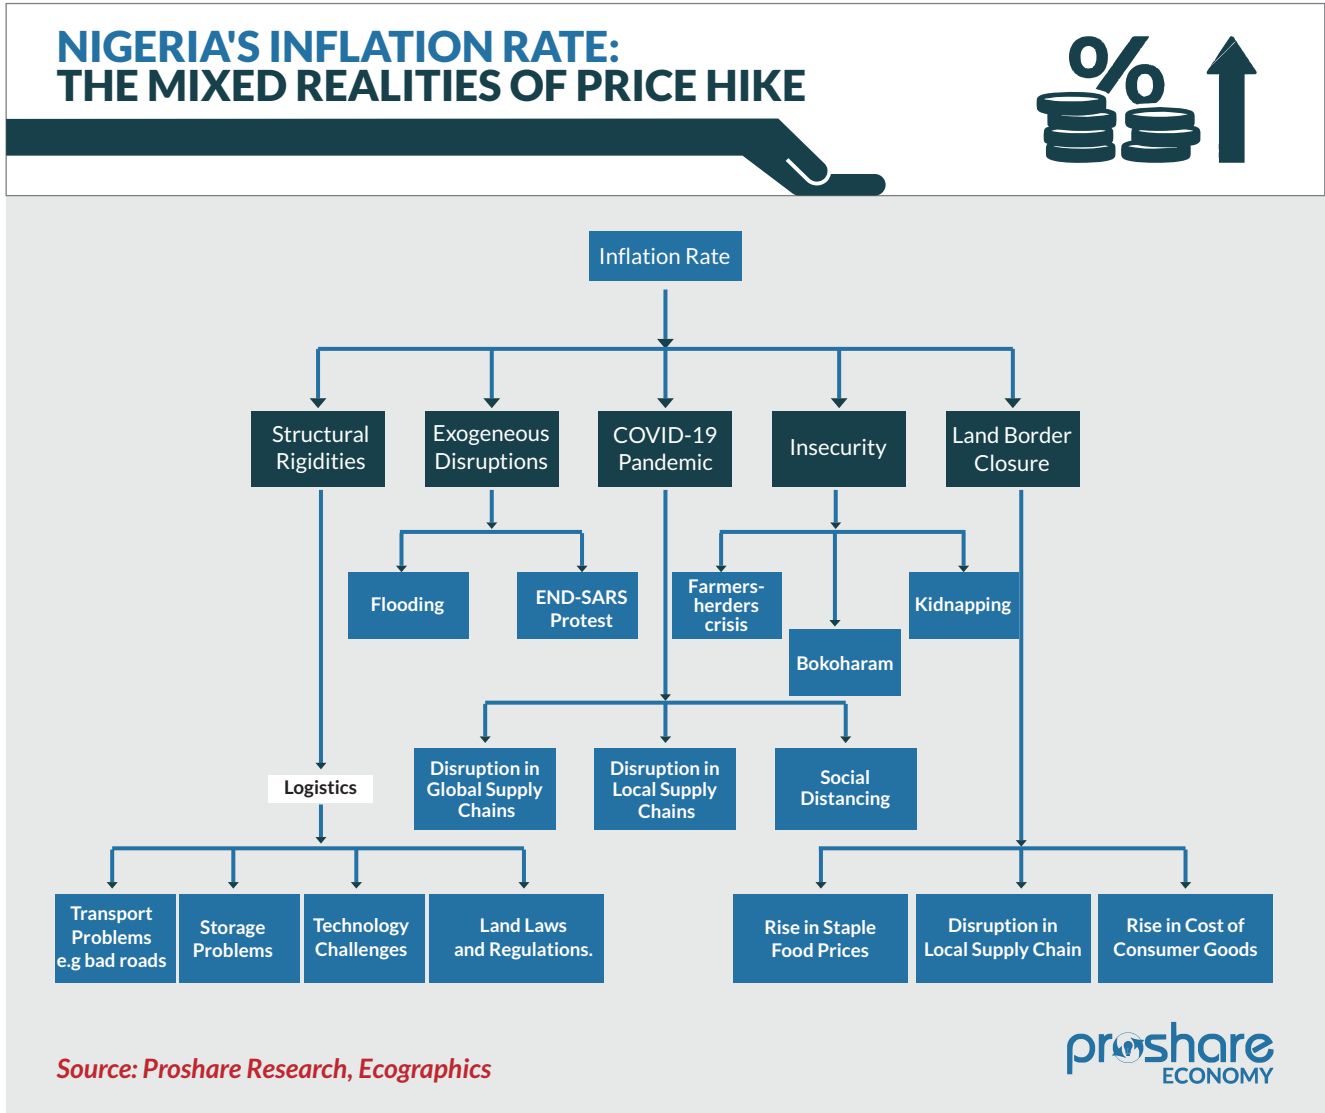 NIGERIA'S INFLATION RATE:
THE MIXED REALITIES OF PRICE HIKE
%
Inflation Rate
Structural
Rigidities
Exogeneous
Disruptions
COVID-19
Pandemic
Insecurity
Land Border
Closure
Flooding
END-SARS
Protest
Farmers-
herders
crisis
Bokoharam
Kidnapping
Disruption in
Global Supply
Chains
Disruption in
Local Supply
Chains
Social
Distancing
Logistics
Transport
Problems
e.g bad roads
Storage
Problems
Technology
Challenges
Land Laws
and Regulations.
Rise in Staple
Food Prices
Disruption in
Local Supply Chain
Rise in Cost of
Consumer Goods
Source: Proshare Research, Ecographics
proshare
ECONOMY